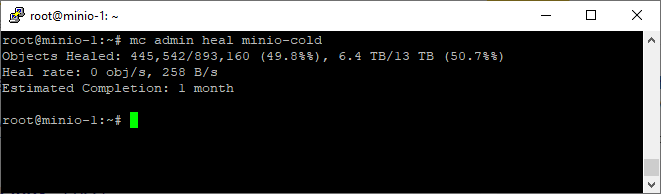 root@minio-1: ~
root@minio-1:~# mc admin heal minio-cold
Objects Healed: 445,542/893,160 (49.8%%), 6.4 TB/13 TB (50.7%%)
Heal rate: 0 obj/s, 258 B/s
Estimated Completion: 1 month
root@minio-1:~#